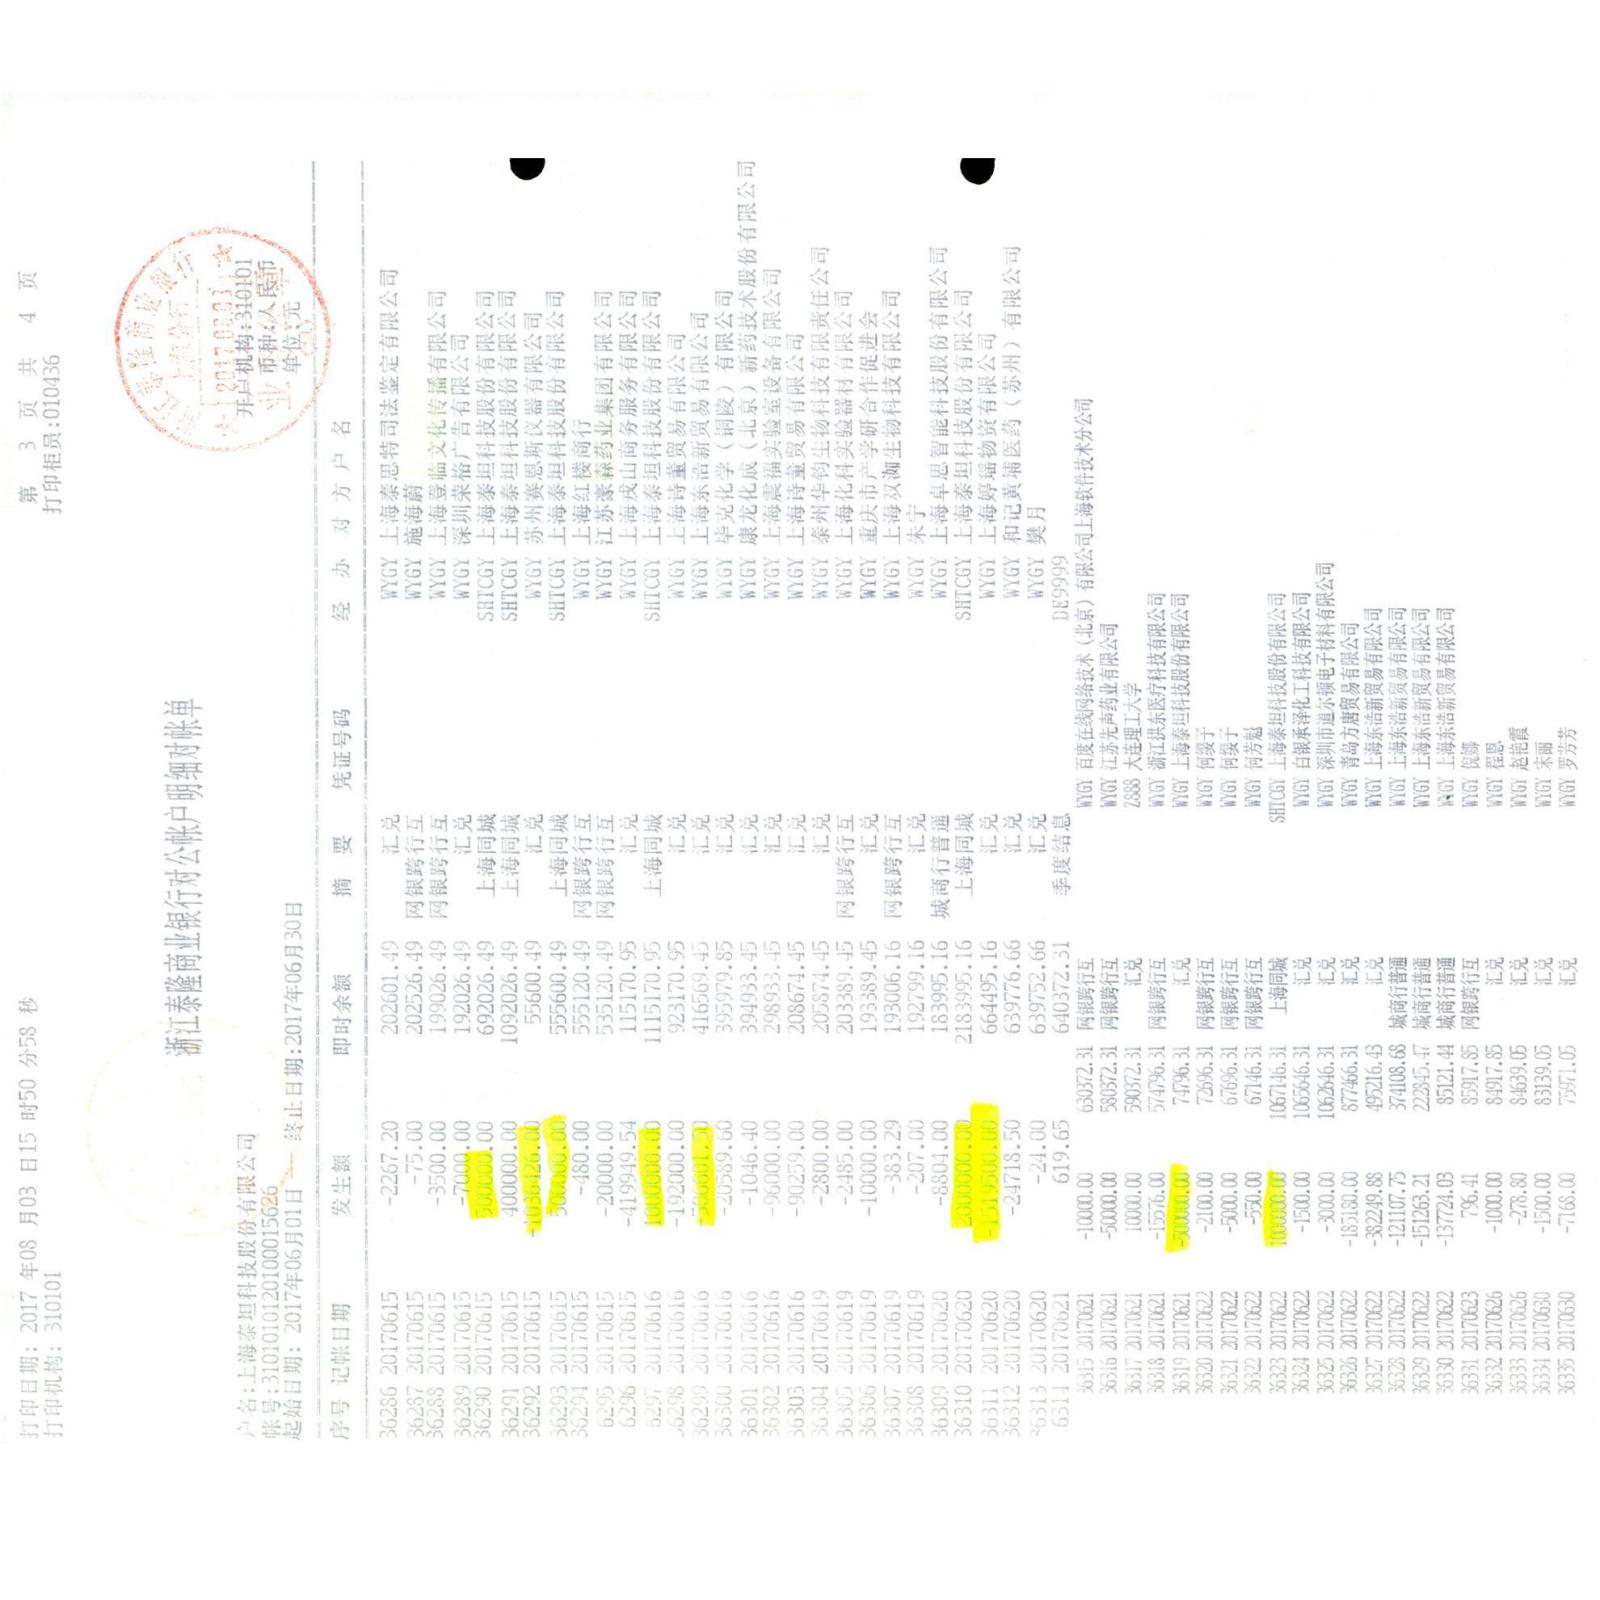 打印日期: 2017 年08 月03 日15 时50 分58 秒 第 3 页 共 4 页
打印机构: 310101 打印柜员:010436
浙江泰隆商业银行对公帐户明细对帐单
户名:上海泰坦科技股份有限公司 开户机构:310101
帐号:31010101201000015626 币种:人民币
起始日期: 2017年06月01日 终止日期:2017年06月30日 单位:元
序号 记帐日期 发生额 即时余额 摘 要 凭证号码 经 办 对 方 户 名
36286 20170615 -2267.20 202601.49 汇兑 WYGY 上海泰思特司法鉴定有限公司
36287 20170615 -75.00 202526.49 网银跨行互 WYGY 施海蔚
36288 20170615 -3500.00 199026.49 网银跨行互 WYGY 上海登临文化传播有限公司
36289 20170615 -7000.00 192026.49 汇兑 WYGY 深圳荣格广告有限公司
36290 20170615 500000.00 692026.49 上海同城 SHTCGY 上海泰坦科技股份有限公司
36291 20170615 400000.00 1092026.49 上海同城 SHTCGY 上海泰坦科技股份有限公司
36292 20170615 -1036426.00 55600.49 汇兑 WYGY 苏州赛恩斯仪器有限公司
36293 20170615 500000.00 555600.49 上海同城 SHTCGY 上海泰坦科技股份有限公司
36294 20170615 -480.00 555120.49 网银跨行互 WYGY 上海红楼商行
6295 20170615 -20000.00 535120.49 网银跨行互 WYGY 江苏豪森药业集团有限公司
6296 20170615 -419949.54 115170.95 汇兑 WYGY 上海戌山商务服务有限公司
6297 20170616 1000000.00 1115170.95 上海同城 SHTCGY 上海泰坦科技股份有限公司
6298 20170616 -192000.00 923170.95 汇兑 WYGY 上海诗董贸易有限公司
36299 20170616 -506601.50 416569.45 汇兑 WYGY 上海东浩新贸易有限公司
36300 20170616 -20589.60 395979.85 汇兑 WYGY 毕克化学（铜陵）有限公司
36301 20170616 -1046.40 394933.45 汇兑 WYGY 康龙化成（北京）新药技术股份有限公司
36302 20170616 -96000.00 298933.45 汇兑 WYGY 上海震福实验室设备有限公司
36303 20170616 -90259.00 208674.45 汇兑 WYGY 上海诗董贸易有限公司
36304 20170619 -2800.00 205874.45 汇兑 WYGY 泰州华钧生物科技有限责任公司
36305 20170619 -2485.00 203389.45 网银跨行互 WYGY 上海化科实验器材有限公司
36306 20170619 -10000.00 193389.45 汇兑 WYGY 重庆市产学研合作促进会
36307 20170619 -383.29 193006.16 网银跨行互 WYGY 上海双洳生物科技有限公司
36308 20170619 -207.00 192799.16 汇兑 WYGY 朱宁
36309 20170620 -8804.00 183995.16 城商行普通 WYGY 上海卓思智能科技股份有限公司
36310 20170620 2000000.00 2183995.16 上海同城 SHTCGY 上海泰坦科技股份有限公司
36311 20170620 -1519500.00 664495.16 汇兑 WYGY 上海婷瑶物资有限公司
36312 20170620 -24718.50 639776.66 汇兑 WYGY 和记黄埔医药（苏州）有限公司
36313 20170620 -24.00 639752.66 汇兑 WYGY 樊月
6311 20170621 619.65 640372.31 季度结息 DE9999
36315 20170621 -10000.00 630372.31 网银跨行互 WYGY 百度在线网络技术（北京）有限公司上海软件技术分公司
36316 20170621 -50000.00 580372.31 网银跨行互 WYGY 江苏先声药业有限公司
36317 20170621 10000.00 590372.31 汇兑 Z888 大连理工大学
36318 20170621 -15576.00 574796.31 网银跨行互 WYGY 浙江洪东医疗科技有限公司
36319 20170621 -500000.00 74796.31 汇兑 WYGY 上海泰坦科技股份有限公司
36320 20170622 -2100.00 72696.31 网银跨行互 WYGY 何嫈于
36321 20170622 -5000.00 67696.31 网银跨行互 WYGY 何嫈于
36322 20170622 -550.00 67146.31 网银跨行互 WYGY 何芳魁
36323 20170622 1000000.00 1067146.31 上海同城 SHTCGY 上海泰坦科技股份有限公司
36324 20170622 -1500.00 1065646.31 汇兑 WYGY 白银承泽化工科技有限公司
36325 20170622 -3000.00 1062646.31 汇兑 WYGY 深圳市道尔顿电子材料有限公司
36326 20170622 -185180.00 877466.31 汇兑 WYGY 青岛方唐贸易有限公司
36327 20170622 -382249.88 495216.43 汇兑 WYGY 上海东浩新贸易有限公司
36328 20170622 -121107.75 374108.68 城商行普通 WYGY 上海东浩新贸易有限公司
36329 20170622 -151263.21 222845.47 城商行普通 WYGY 上海东浩新贸易有限公司
36330 20170622 -137724.03 85121.44 城商行普通 WYGY 上海东浩新贸易有限公司
36331 20170623 796.41 85917.85 网银跨行互 WYGY 倪娜
36332 20170626 -1000.00 84917.85 汇兑 WYGY 程恩
36333 20170626 -278.80 84639.05 汇兑 WYGY 赵艳霞
36334 20170630 -1500.00 83139.05 汇兑 WYGY 宋丽
36335 20170630 -7168.00 75971.05 汇兑 WYGY 罗芬芳